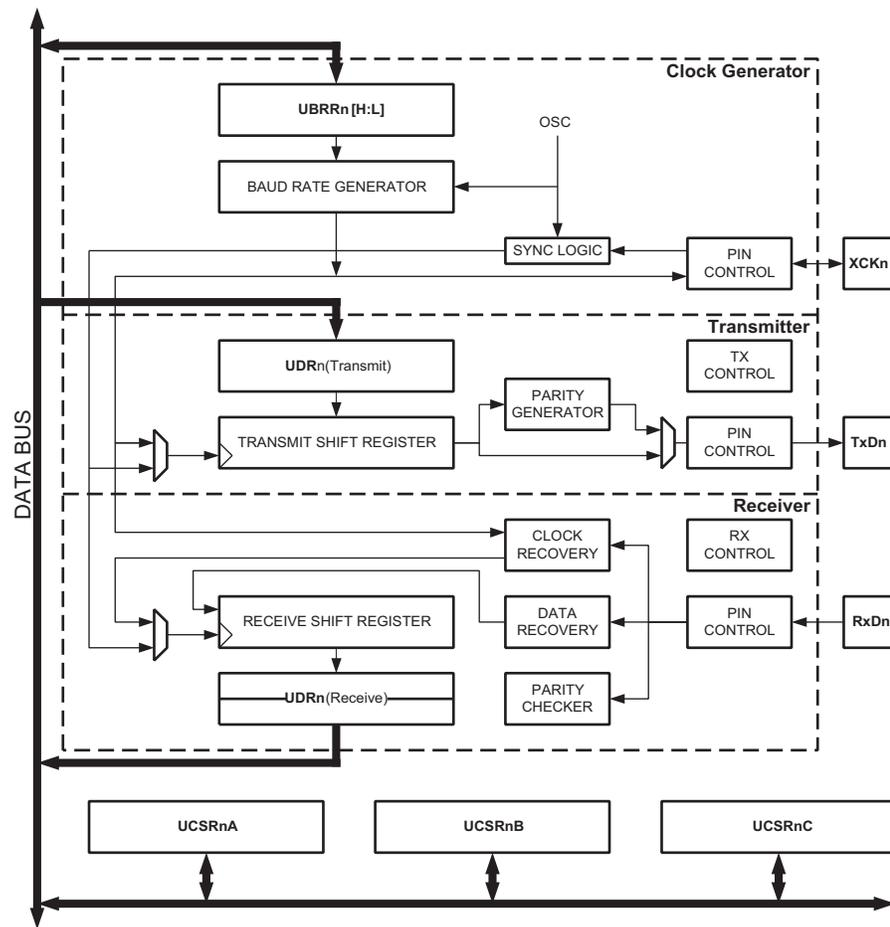 Clock Generator
UBRRn [H:L]
OSC
BAUD RATE GENERATOR
SYNC LOGIC
PIN
CONTROL
XCKn
Transmitter
UDRn(Transmit)
TX
CONTROL
PARITY
GENERATOR
TRANSMIT SHIFT REGISTER
PIN
CONTROL
TxDn
DATA BUS
Receiver
CLOCK
RECOVERY
RX
CONTROL
RECEIVE SHIFT REGISTER
DATA
RECOVERY
PIN
CONTROL
RxDn
UDRn(Receive)
PARITY
CHECKER
UCSRnA
UCSRnB
UCSRnC